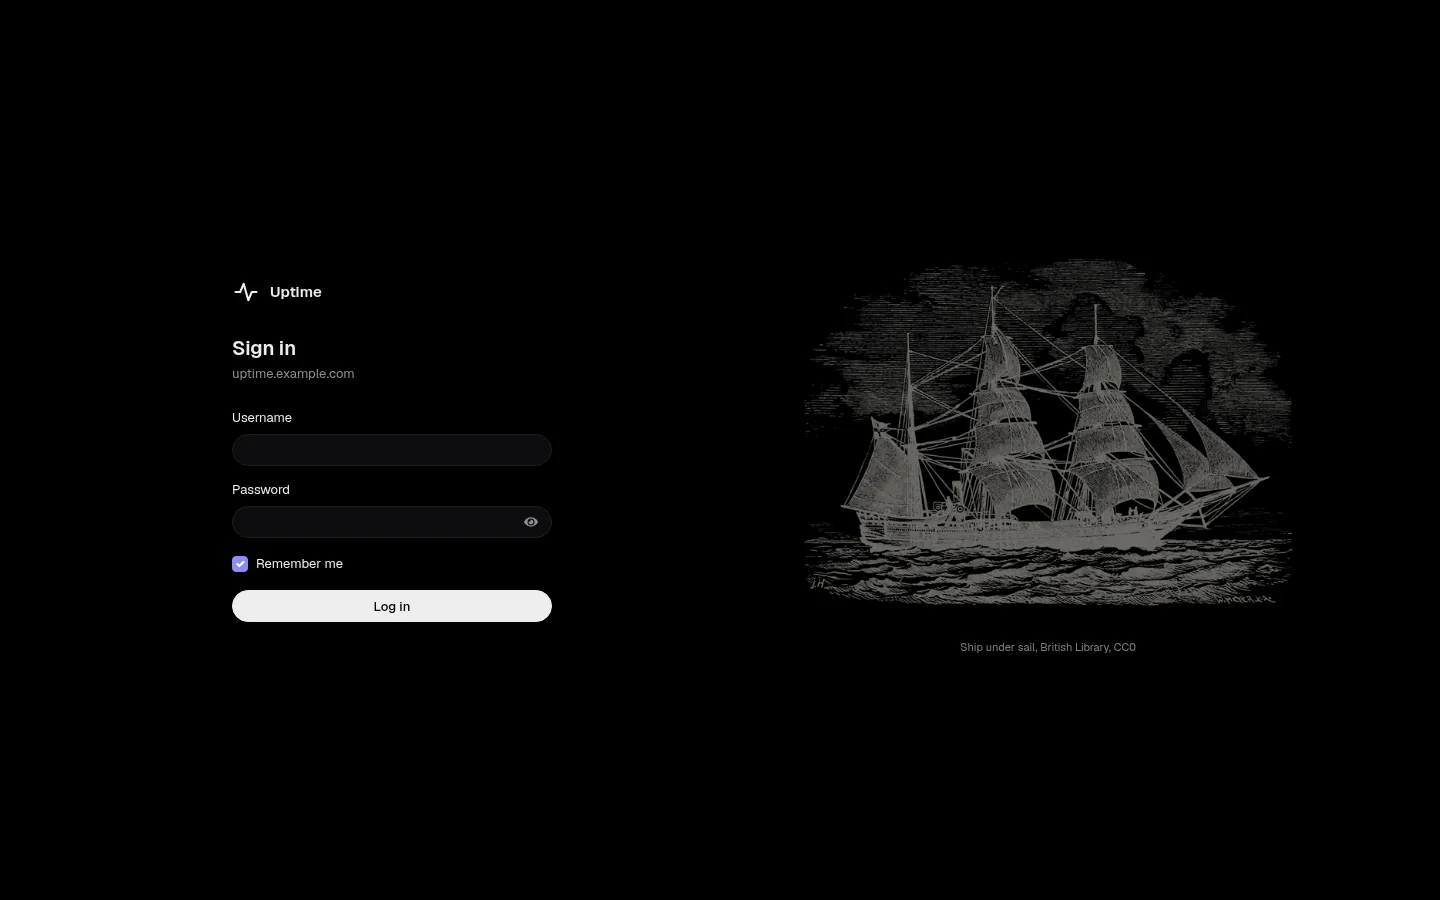 Uptime
Sign in
uptime.example.com
Username
Password
Remember me
Log in
J.H.
Ship under sail, British Library, CC0